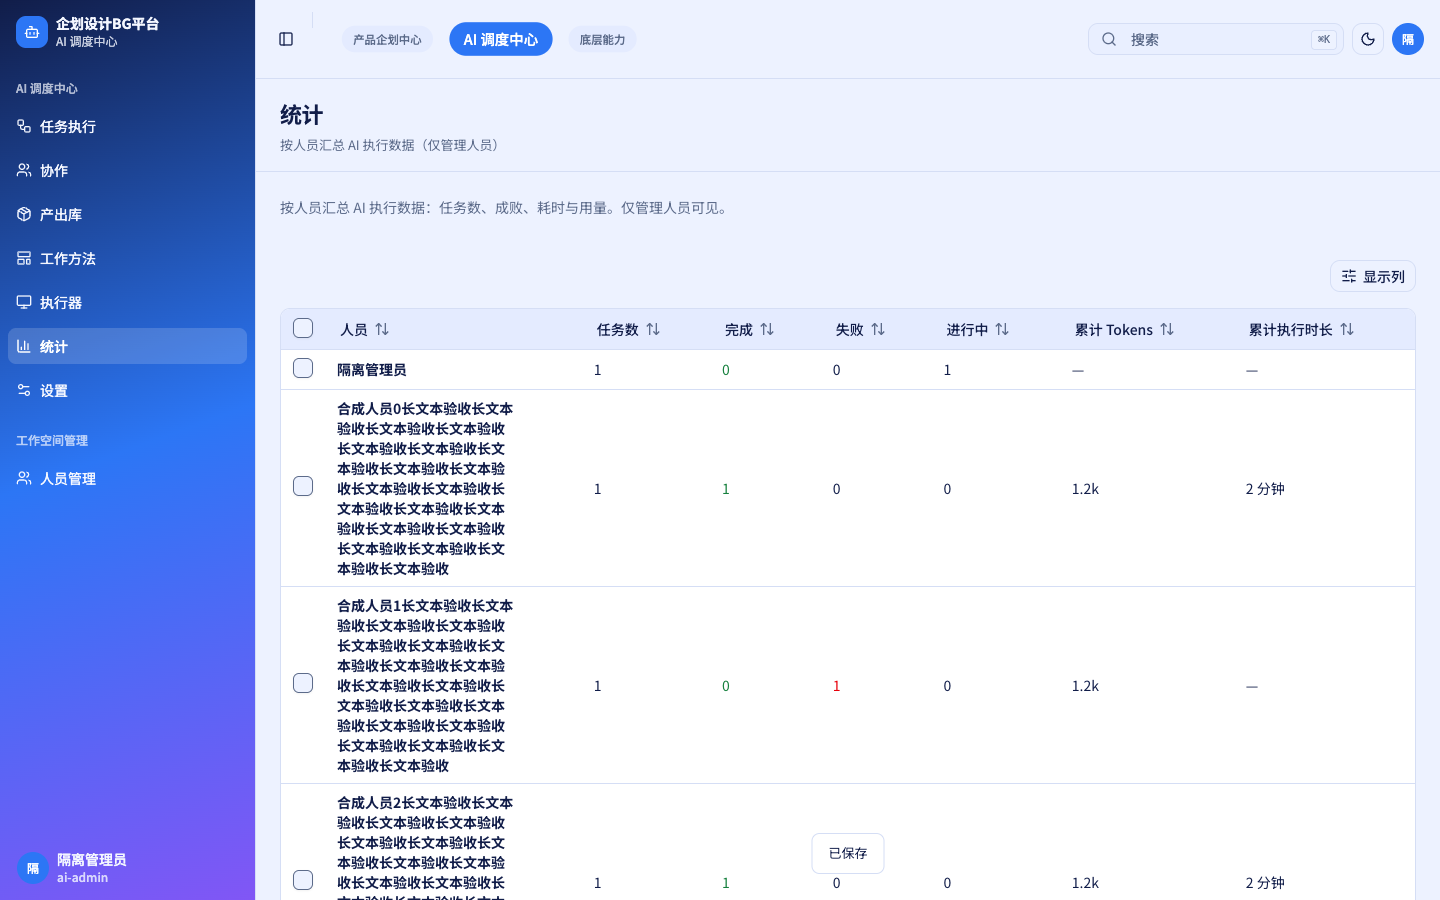 企划设计BG平台
AI 调度中心
AI 调度中心
任务执行
协作
产出库
工作方法
执行器
统计
设置
工作空间管理
人员管理
隔 隔离管理员
ai-admin
产品企划中心 AI 调度中心 底层能力
搜索 ⌘K 隔
统计
按人员汇总 AI 执行数据（仅管理人员）
按人员汇总 AI 执行数据：任务数、成败、耗时与用量。仅管理人员可见。
显示列
人员 任务数 完成 失败 进行中 累计 Tokens 累计执行时长
隔离管理员 1 0 0 1 — —
合成人员0长文本验收长文本
验收长文本验收长文本验收
长文本验收长文本验收长文
本验收长文本验收长文本验
收长文本验收长文本验收长
文本验收长文本验收长文本
验收长文本验收长文本验收
长文本验收长文本验收长文
本验收长文本验收
1 1 0 0 1.2k 2 分钟
合成人员1长文本验收长文本
验收长文本验收长文本验收
长文本验收长文本验收长文
本验收长文本验收长文本验
收长文本验收长文本验收长
文本验收长文本验收长文本
验收长文本验收长文本验收
长文本验收长文本验收长文
本验收长文本验收
1 0 1 0 1.2k —
合成人员2长文本验收长文本
验收长文本验收长文本验收
长文本验收长文本验收长文
本验收长文本验收长文本验
收长文本验收长文本验收长
1 1 0 0 1.2k 2 分钟
已保存